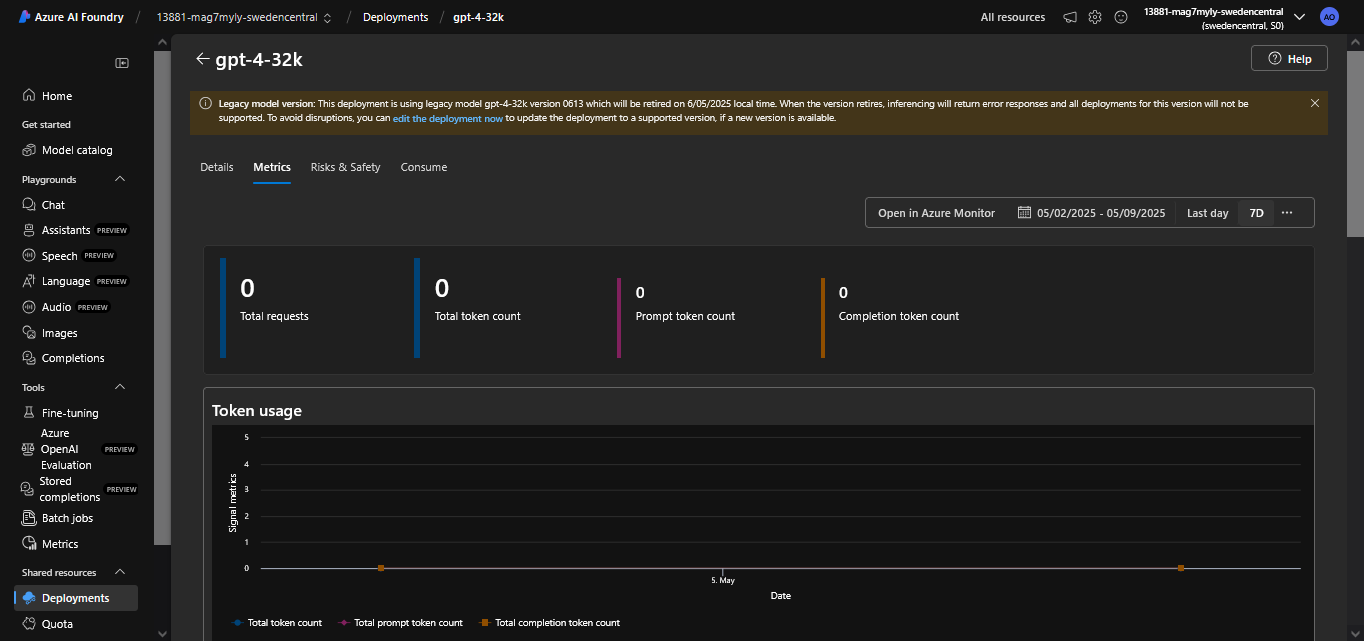 Azure AI Foundry / 13881-mag7myly-swedencentral / Deployments / gpt-4-32k
All resources
13881-mag7myly-swedencentral
(swedencentral, S0)
AO
Home
Get started
Model catalog
Playgrounds
Chat
Assistants PREVIEW
Speech PREVIEW
Language PREVIEW
Audio PREVIEW
Images
Completions
Tools
Fine-tuning
Azure
OpenAI PREVIEW
Evaluation
Stored
completions PREVIEW
Batch jobs
Metrics
Shared resources
Deployments
Quota
gpt-4-32k
Help
Legacy model version: This deployment is using legacy model gpt-4-32k version 0613 which will be retired on 6/05/2025 local time. When the version retires, inferencing will return error responses and all deployments for this version will not be
supported. To avoid disruptions, you can edit the deployment now to update the deployment to a supported version, if a new version is available.
Details Metrics Risks & Safety Consume
Open in Azure Monitor 05/02/2025 - 05/09/2025 Last day 7D ...
0
Total requests
0
Total token count
0
Prompt token count
0
Completion token count
Token usage
Signal metrics
5
4
3
2
1
0
5. May
Date
Total token count Total prompt token count Total completion token count